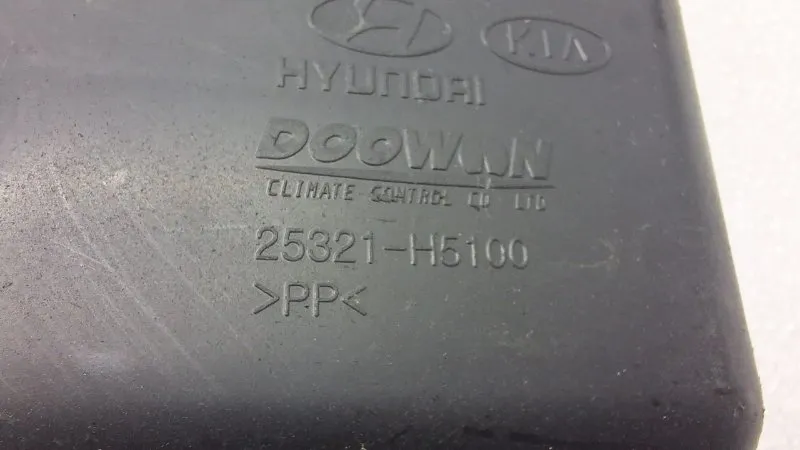 KIA
HYUNDAI
DOOWON
CLIMATE CONTROL CO LTD
25321-H5100
>PP<